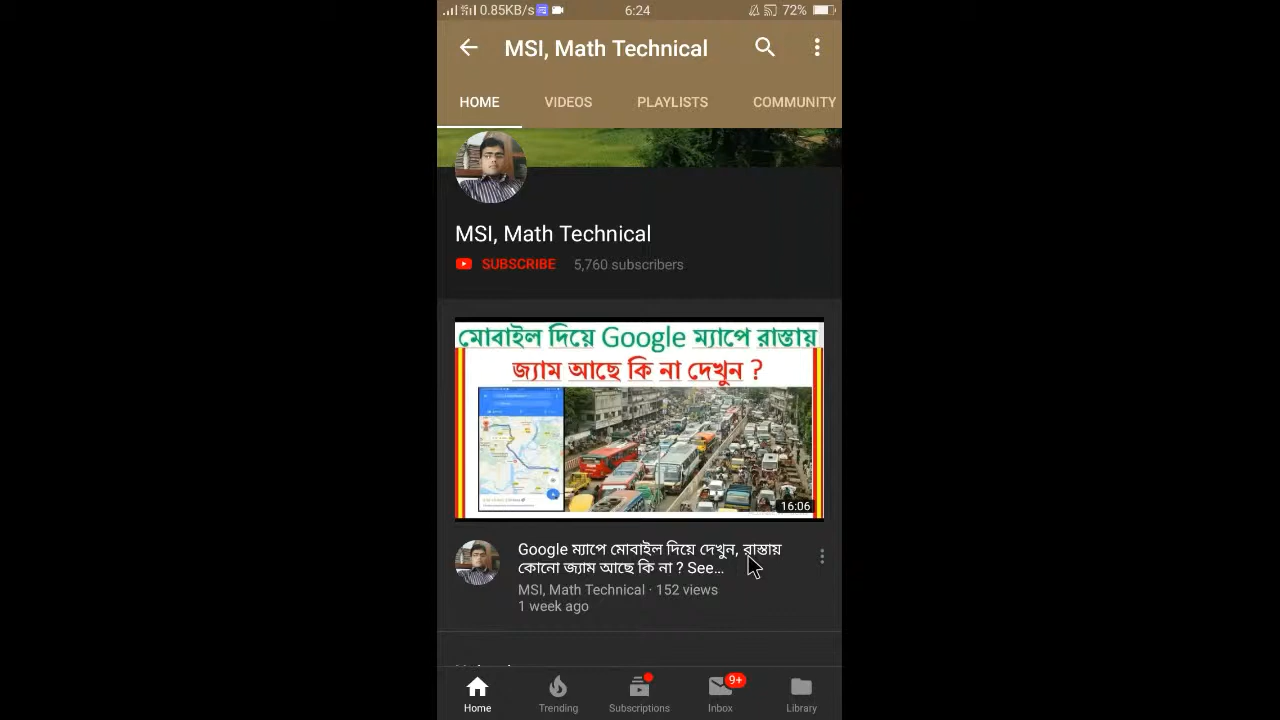 0.85KB/s 6:24 72%
MSI, Math Technical
HOME VIDEOS PLAYLISTS COMMUNITY
MSI, Math Technical
SUBSCRIBE 5,760 subscribers
মোবাইল দিয়ে Google ম্যাপে রাস্তায়
জ্যাম আছে কি না দেখুন ?
16:06
Google ম্যাপে মোবাইল দিয়ে দেখুন, রাস্তায়
কোনো জ্যাম আছে কি না ? See...
MSI, Math Technical · 152 views
1 week ago
9+
Home Trending Subscriptions Inbox Library